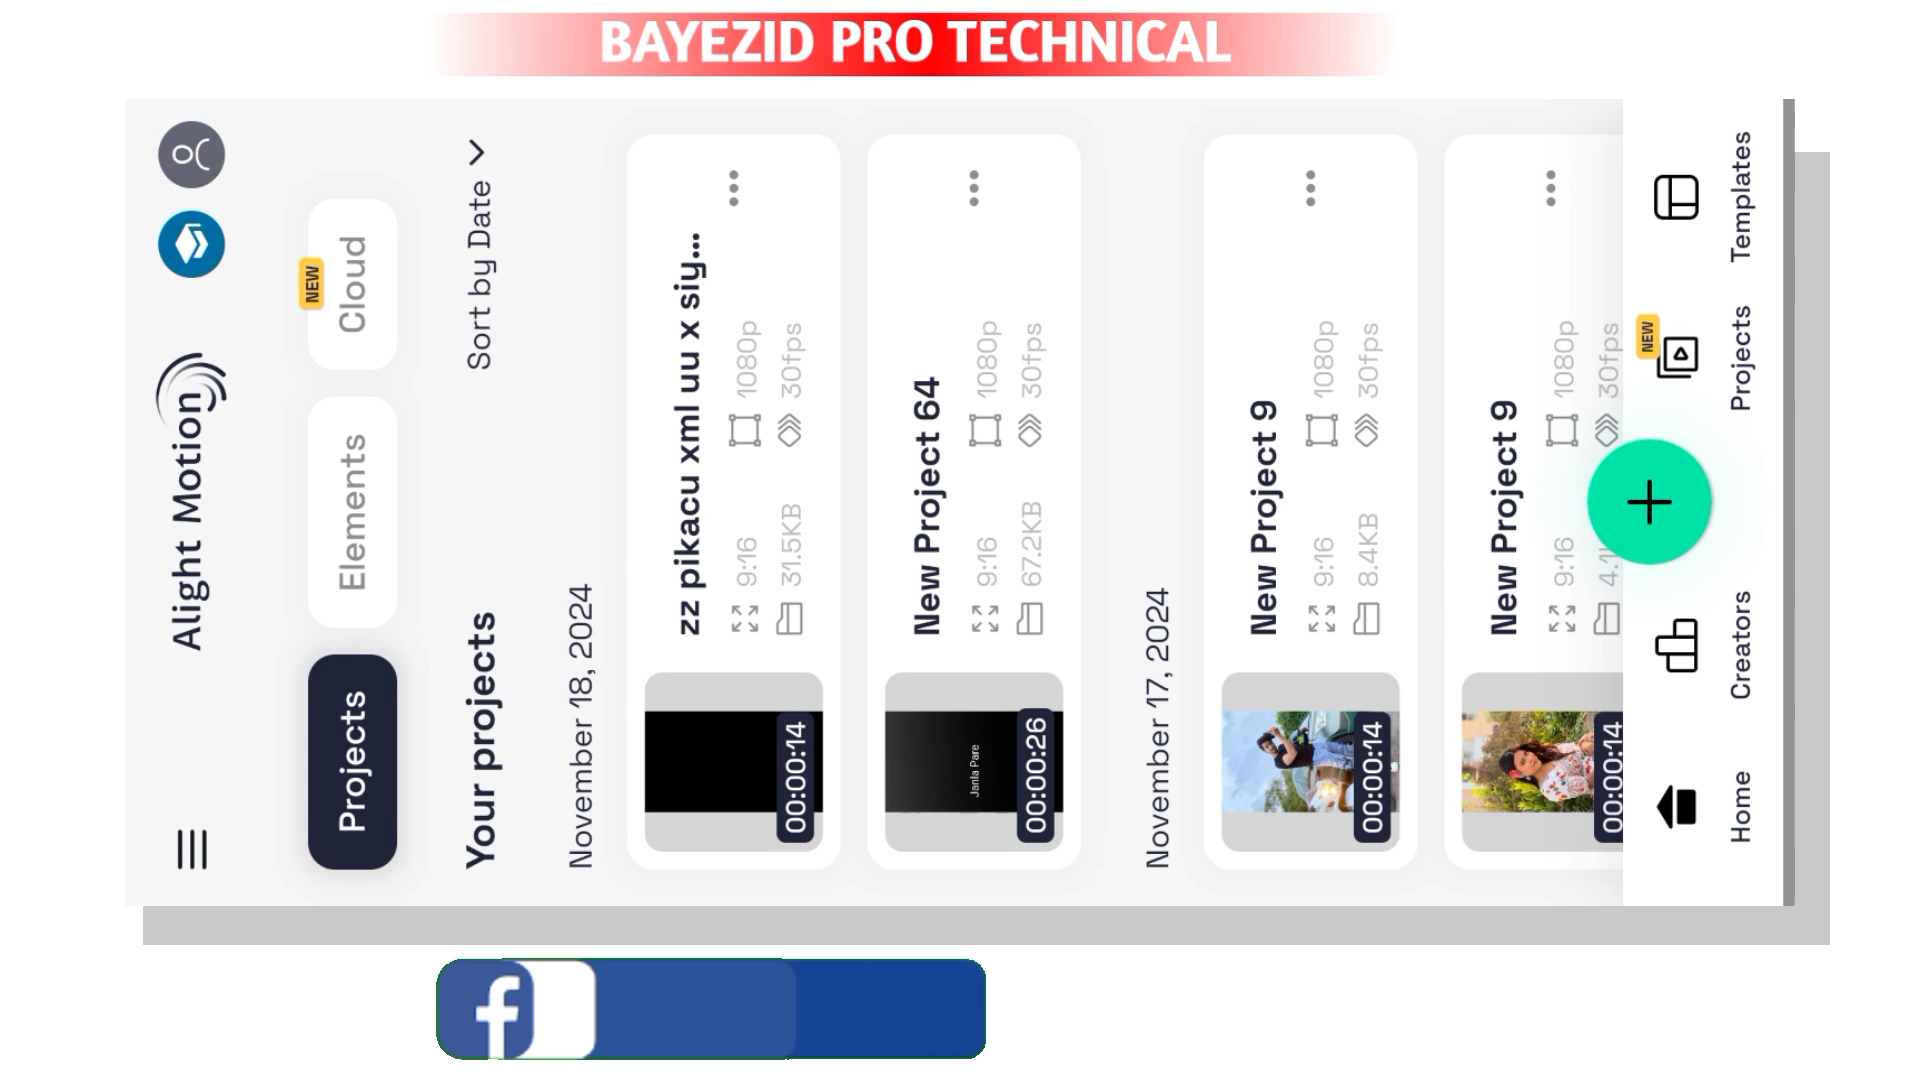 BAYEZID PRO TECHNICAL
Alight Motion
Projects
Elements
Cloud
NEW
Your projects
Sort by Date
November 18, 2024
zz pikacu xml uu x siy...
9:16
1080p
31.5KB
30fps
00:00:14
New Project 64
9:16
1080p
67.2KB
30fps
Janla Pare
00:00:26
November 17, 2024
New Project 9
9:16
1080p
8.4KB
30fps
00:00:14
New Project 9
9:16
1080p
30fps
00:00:14
Home
Creators
NEW
Projects
Templates
f